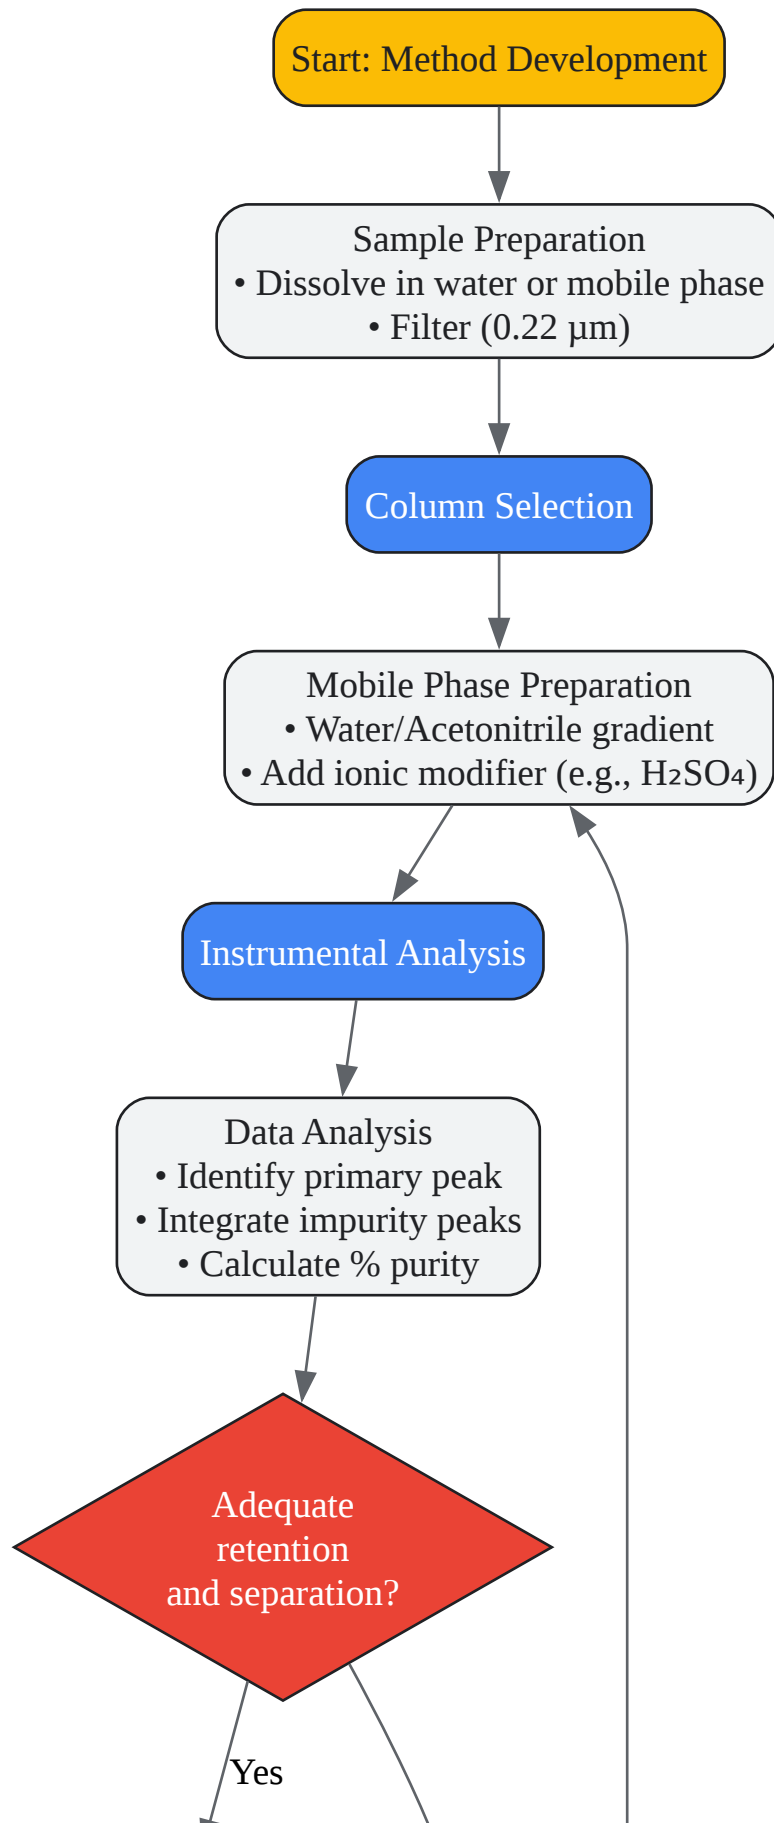 Start: Method Development
Sample Preparation
• Dissolve in water or mobile phase
• Filter (0.22 µm)
Column Selection
Mobile Phase Preparation
• Water/Acetonitrile gradient
• Add ionic modifier (e.g., H₂SO₄)
Instrumental Analysis
Data Analysis
• Identify primary peak
• Integrate impurity peaks
• Calculate % purity
Adequate
retention
and separation?
Yes